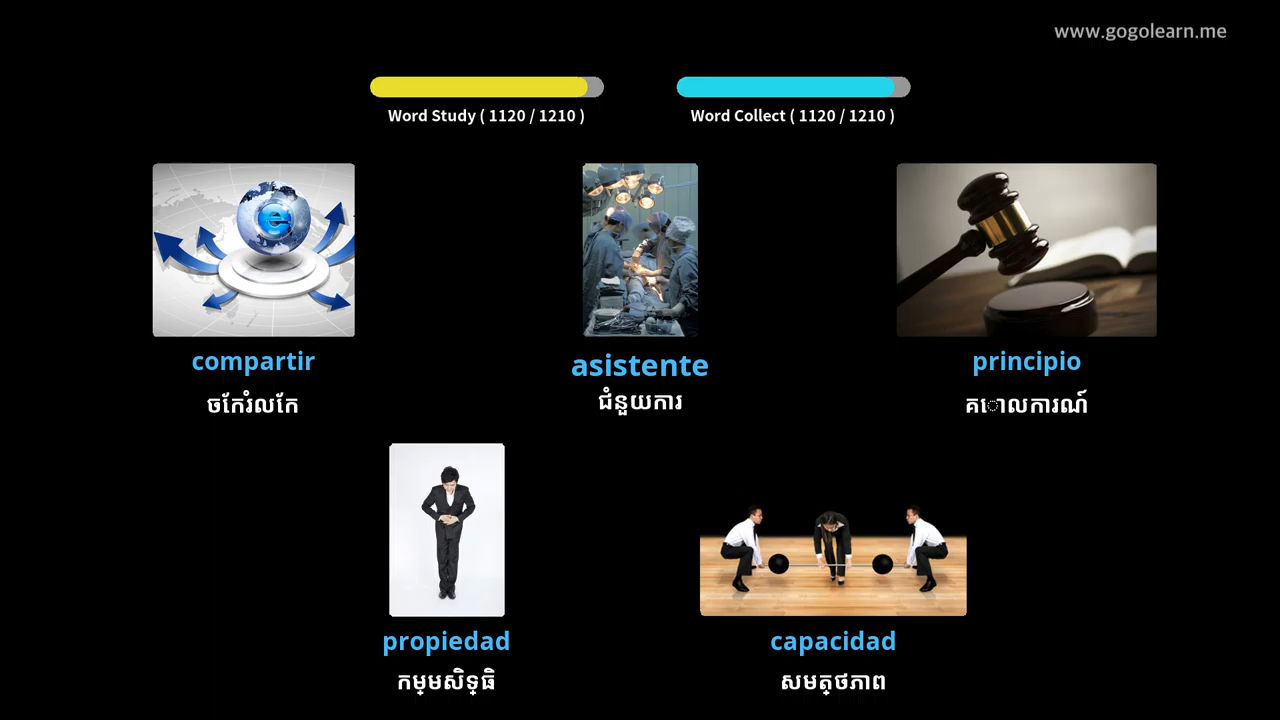 www.gogolearn.me
Word Study ( 1120 / 1210 )
Word Collect ( 1120 / 1210 )
e
compartir
asistente
principio
ចែករំលែក
ជំនួយការ
គោលការណ៍
propiedad
capacidad
កម្មសិទ្ធិ
សមត្ថភាព